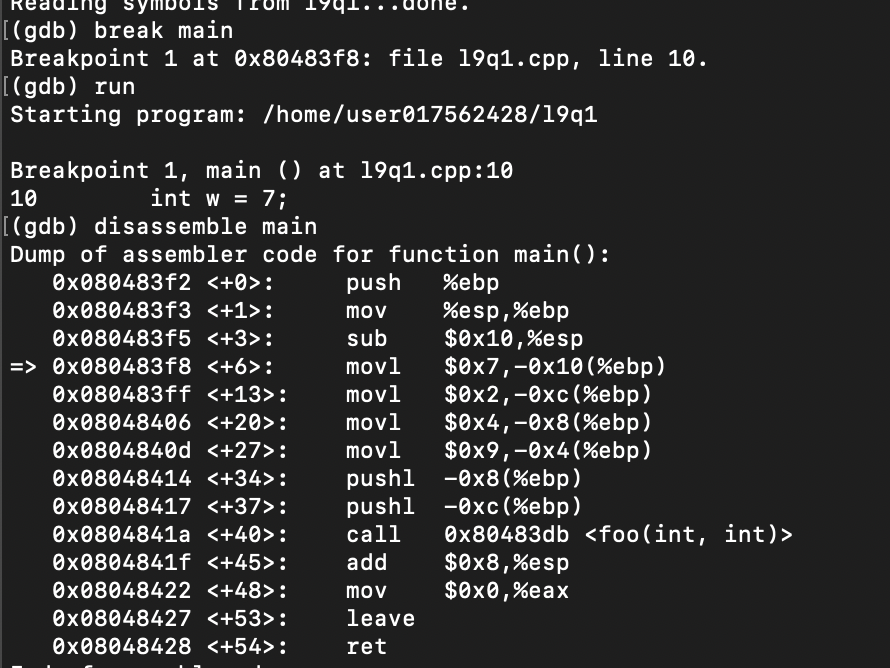 Reading symbols from l9q1...done.
[(gdb) break main
Breakpoint 1 at 0x80483f8: file l9q1.cpp, line 10.
[(gdb) run
Starting program: /home/user017562428/l9q1
Breakpoint 1, main () at l9q1.cpp:10
10        int w = 7;
[(gdb) disassemble main
Dump of assembler code for function main():
   0x080483f2 <+0>:     push   %ebp
   0x080483f3 <+1>:     mov    %esp,%ebp
   0x080483f5 <+3>:     sub    $0x10,%esp
=> 0x080483f8 <+6>:     movl   $0x7,-0x10(%ebp)
   0x080483ff <+13>:    movl   $0x2,-0xc(%ebp)
   0x08048406 <+20>:    movl   $0x4,-0x8(%ebp)
   0x0804840d <+27>:    movl   $0x9,-0x4(%ebp)
   0x08048414 <+34>:    pushl  -0x8(%ebp)
   0x08048417 <+37>:    pushl  -0xc(%ebp)
   0x0804841a <+40>:    call   0x80483db <foo(int, int)>
   0x0804841f <+45>:    add    $0x8,%esp
   0x08048422 <+48>:    mov    $0x0,%eax
   0x08048427 <+53>:    leave
   0x08048428 <+54>:    ret